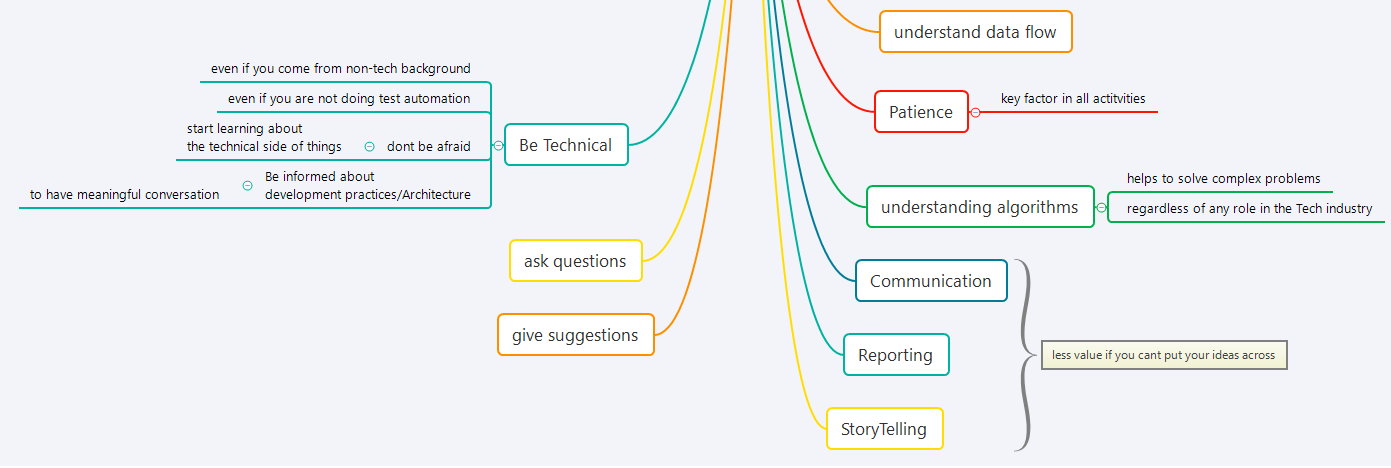 understand data flow
even if you come from non-tech background
even if you are not doing test automation
start learning about
the technical side of things
dont be afraid
Be informed about
development practices/Architecture
to have meaningful conversation
Be Technical
ask questions
give suggestions
Patience
key factor in all actitvities
understanding algorithms
helps to solve complex problems
regardless of any role in the Tech industry
Communication
Reporting
StoryTelling
less value if you cant put your ideas across